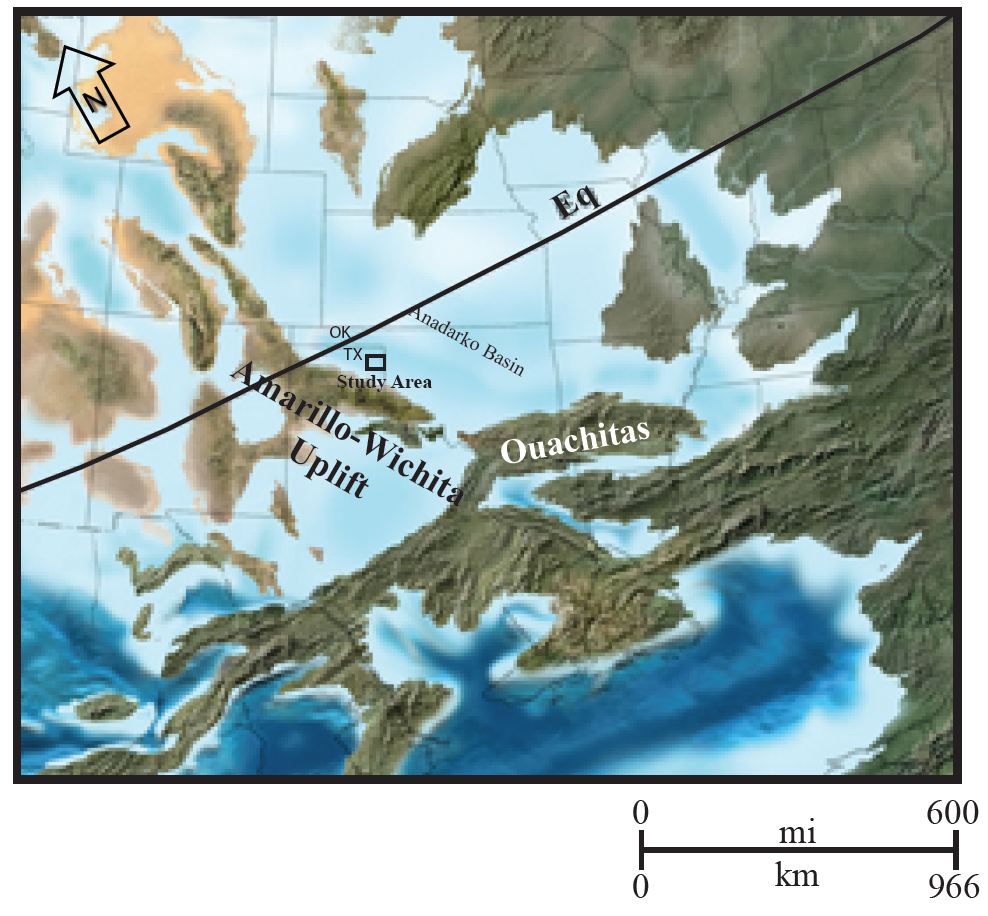 N
Eq
Anadarko Basin
OK
TX
Study Area
Amarillo-Wichita
Uplift
Ouachitas
0
600
mi
km
0
966